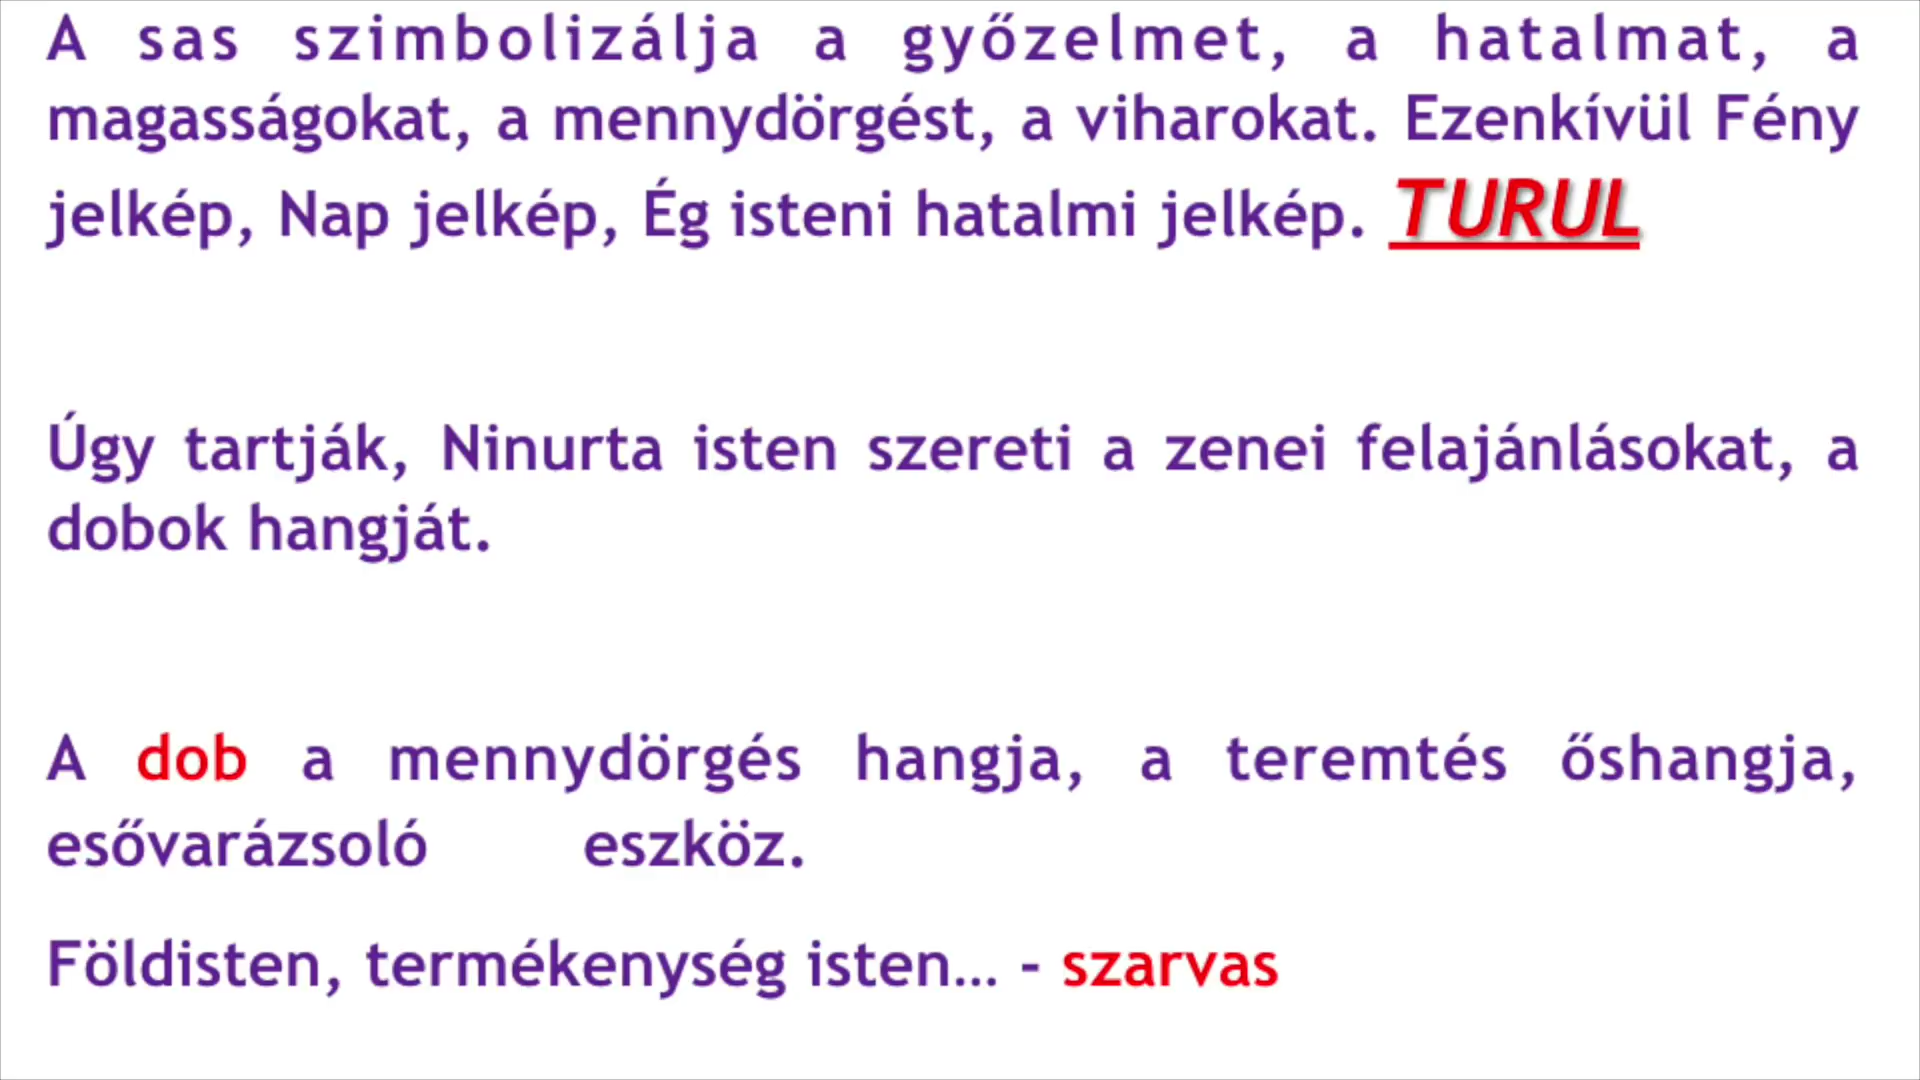 A sas szimbolizálja a győzelmet, a hatalmat, a
magasságokat, a mennydörgést, a viharokat. Ezenkívül Fény
jelkép, Nap jelkép, Ég isteni hatalmi jelkép. TURUL
Úgy tartják, Ninurta isten szereti a zenei felajánlásokat, a
dobok hangját.
A dob a mennydörgés hangja, a teremtés őshangja,
esővarázsoló eszköz.
Földisten, termékenység isten... - szarvas